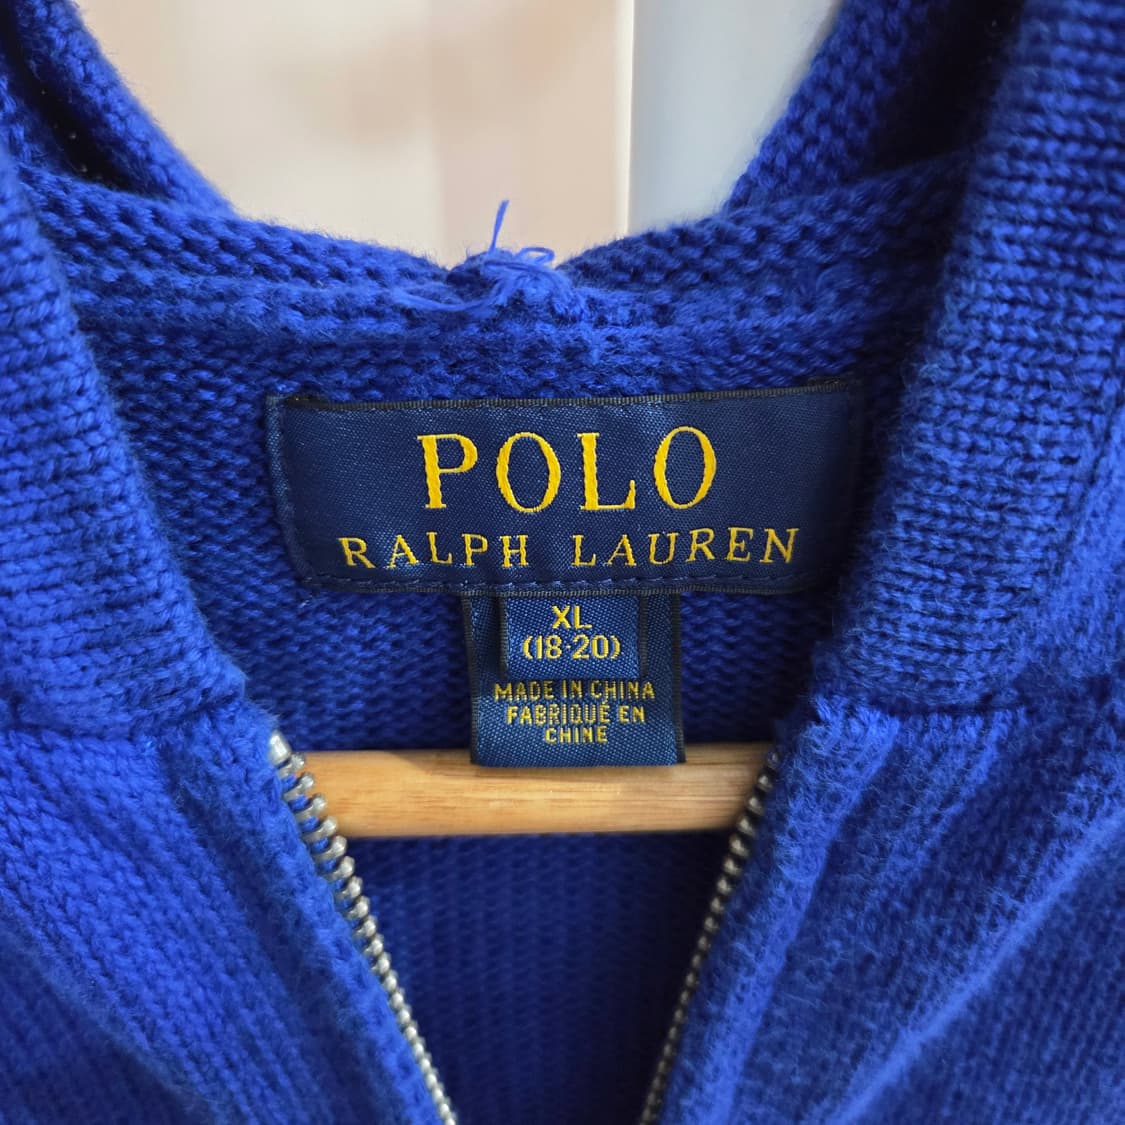 POLO
RALPH LAUREN
XL
(18-20)
MADE IN CHINA
FABRIQUÉ EN
CHINE